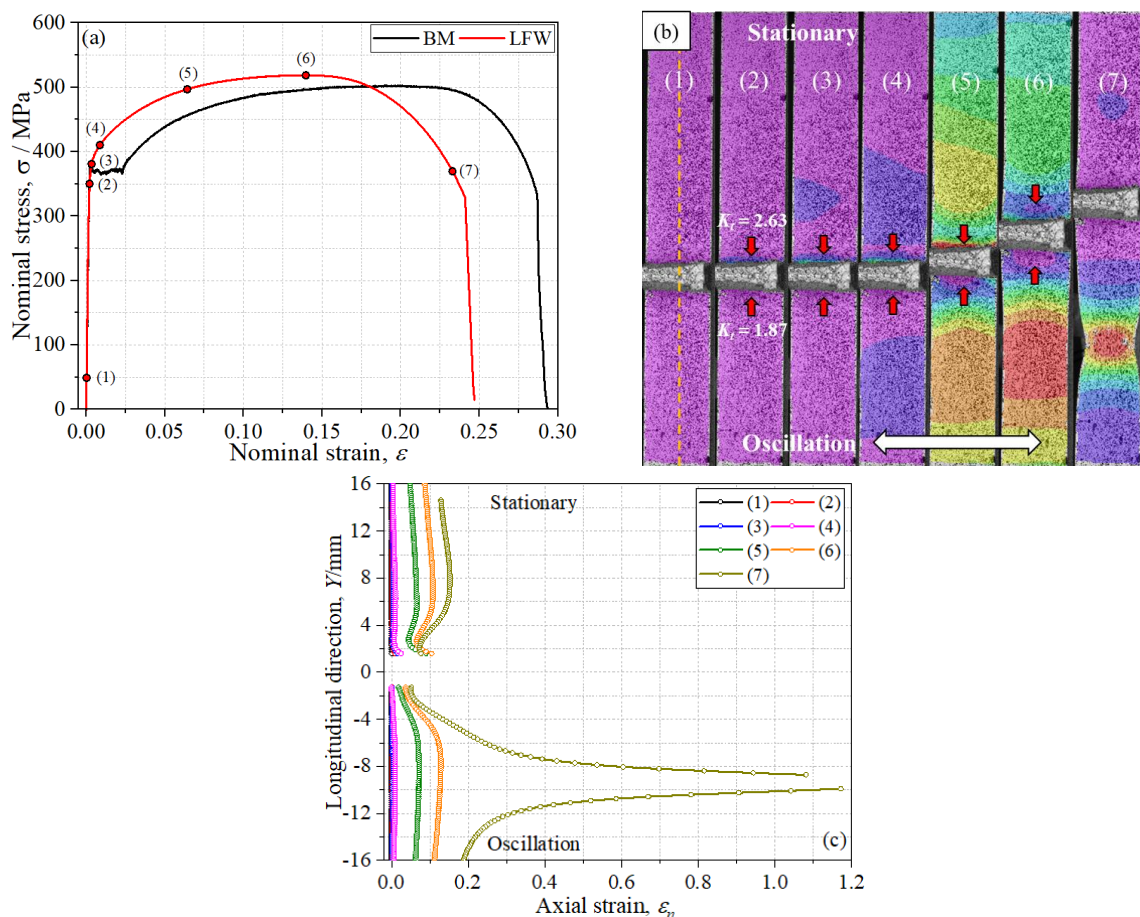 (a)
BM LFW
600
500
400
300
200
100
0
Nominal stress, σ / MPa
(1)
(2)
(3)
(4)
(5)
(6)
(7)
0.00 0.05 0.10 0.15 0.20 0.25 0.30
Nominal strain, ε
(b)
Stationary
(1) (2) (3) (4) (5) (6) (7)
Kt = 2.63
Kt = 1.87
Oscillation
16
12
8
4
0
-4
-8
-12
-16
Longitudinal direction, Y/mm
Stationary
(1) (2)
(3) (4)
(5) (6)
(7)
Oscillation
(c)
0.0 0.2 0.4 0.6 0.8 1.0 1.2
Axial strain, εn